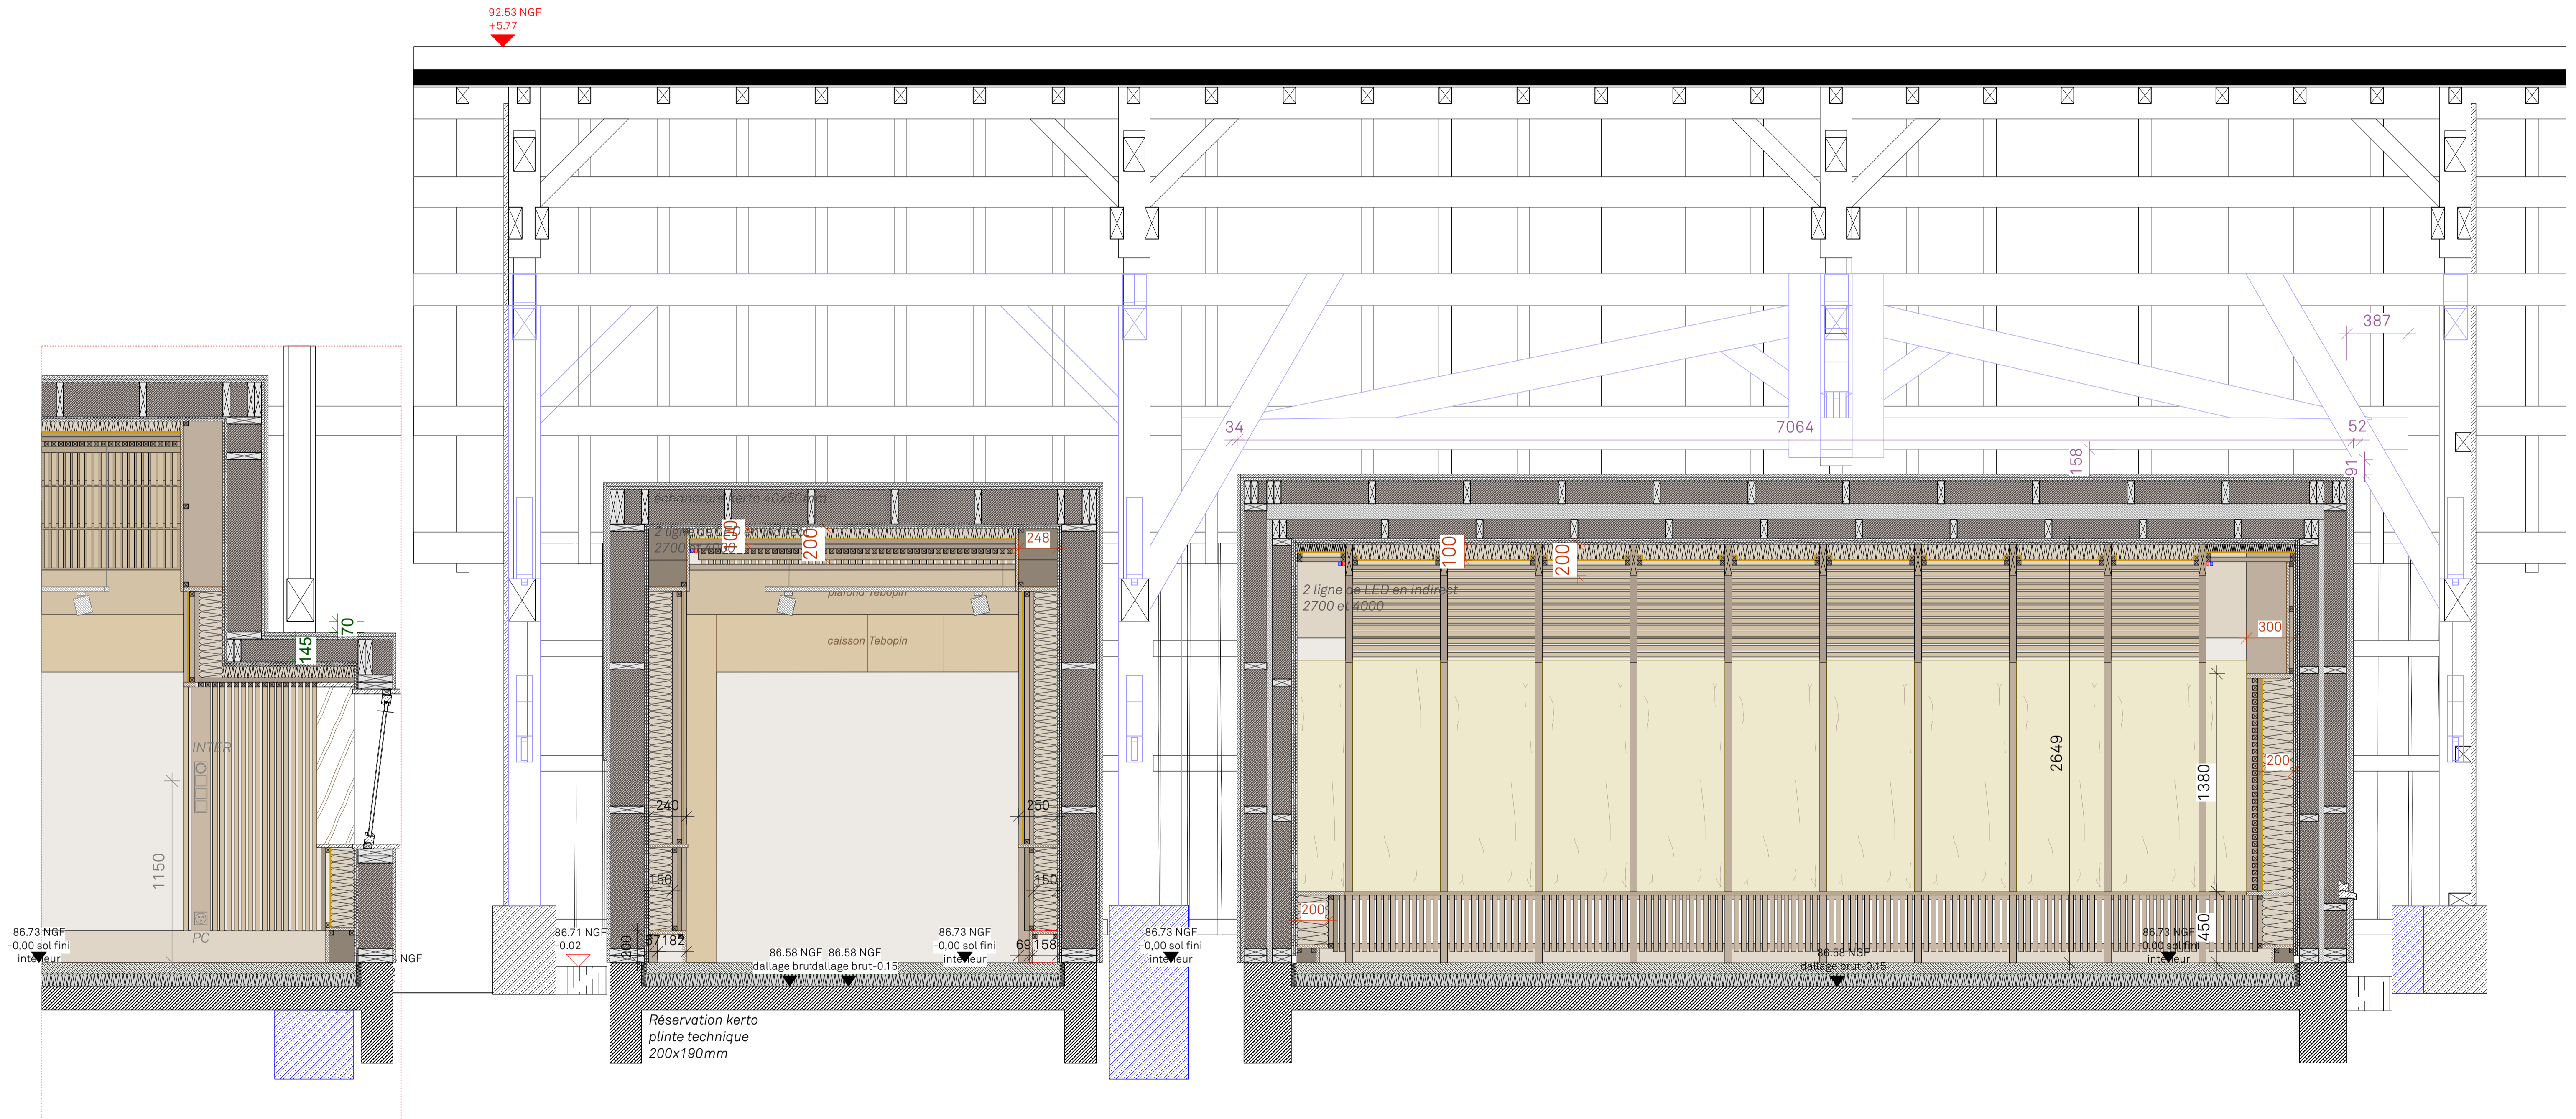 92.53 NGF
+5.77
387
34
7064
52
158
91
échancrure kerto 40x50mm
2 ligne de LED en indirect
2700 et 4000
100
200
248
plafond Tebopin
caisson Tebopin
100
200
2 ligne de LED en indirect
2700 et 4000
300
70
145
INTER
1150
PC
240
250
150
150
200
57
182
69
158
2649
1380
200
200
450
86.73 NGF
-0,00 sol fini
intérieur
NGF
86.71 NGF
-0.02
86.58 NGF
dallage brut
86.58 NGF
dallage brut-0.15
86.73 NGF
-0,00 sol fini
intérieur
86.73 NGF
-0,00 sol fini
intérieur
86.58 NGF
dallage brut-0.15
86.73 NGF
-0,00 sol fini
intérieur
Réservation kerto
plinte technique
200x190mm